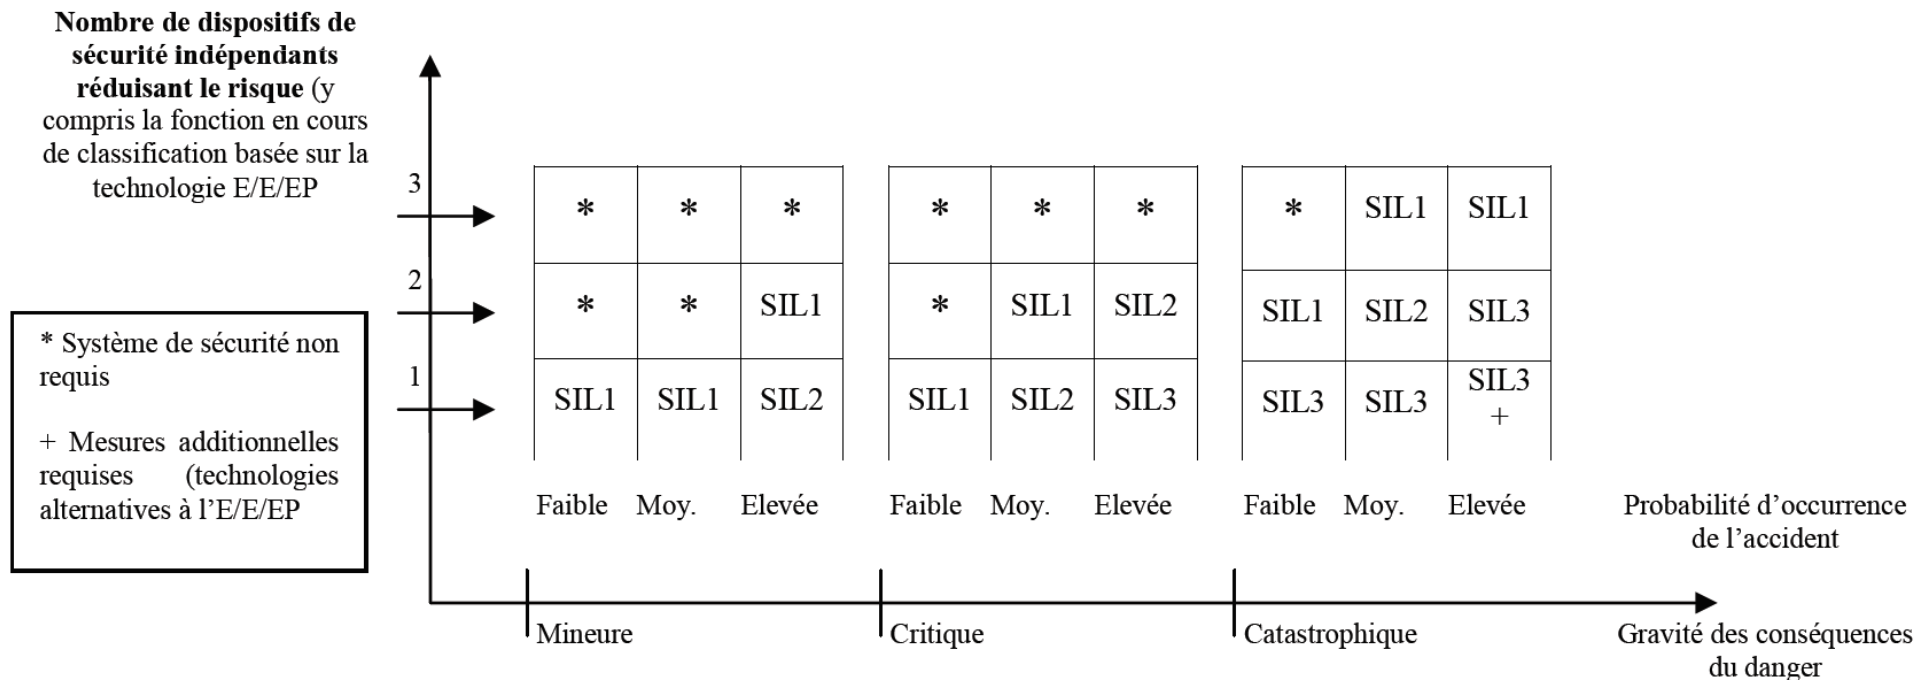 Nombre de dispositifs de
sécurité indépendants
réduisant le risque (y
compris la fonction en cours
de classification basée sur la
technologie E/E/EP
3
* * * * * * * SIL1 SIL1
2
* * SIL1 * SIL1 SIL2 SIL1 SIL2 SIL3
1
SIL1 SIL1 SIL2 SIL1 SIL2 SIL3 SIL3 SIL3 SIL3
+
* Système de sécurité non
requis
+ Mesures additionnelles
requises (technologies
alternatives à l’E/E/EP
Faible Moy. Elevée Faible Moy. Elevée Faible Moy. Elevée
Probabilité d’occurrence
de l’accident
Mineure Critique Catastrophique
Gravité des conséquences
du danger